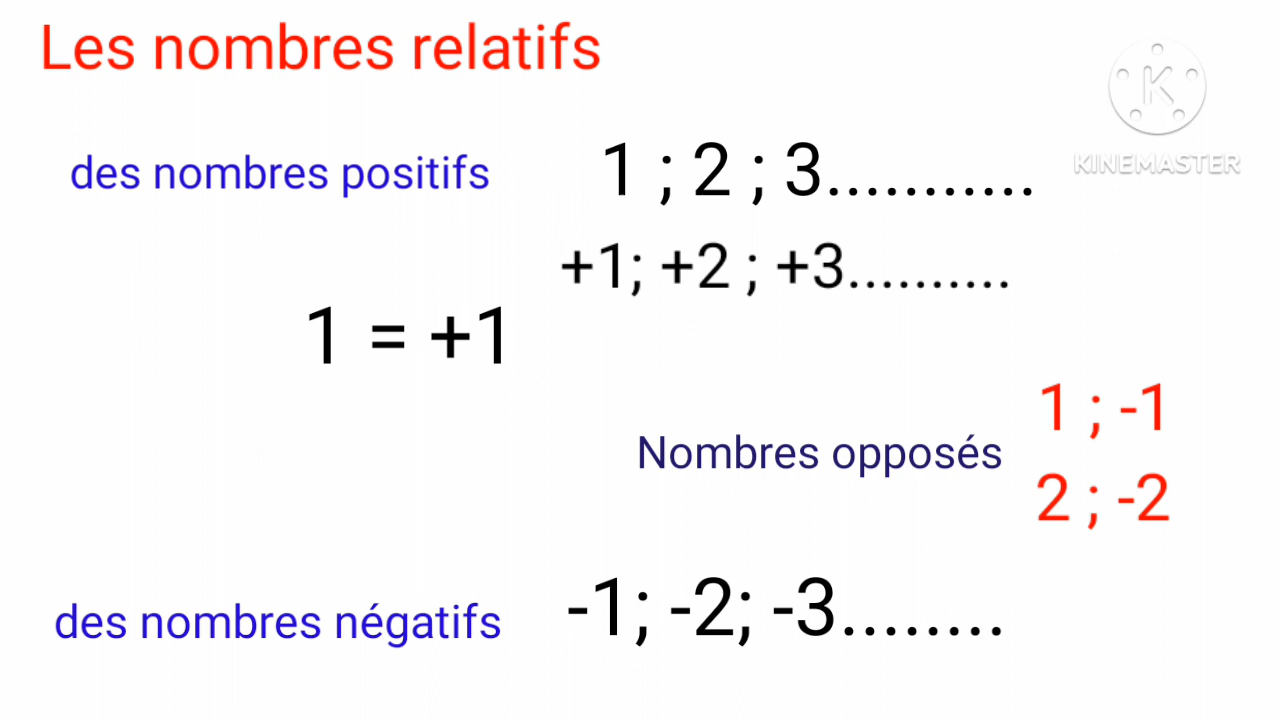 Les nombres relatifs
K
KINEMASTER
des nombres positifs 1 ; 2 ; 3...........
+1; +2 ; +3..........
1 = +1
1 ; -1
Nombres opposés
2 ; -2
des nombres négatifs -1; -2; -3........